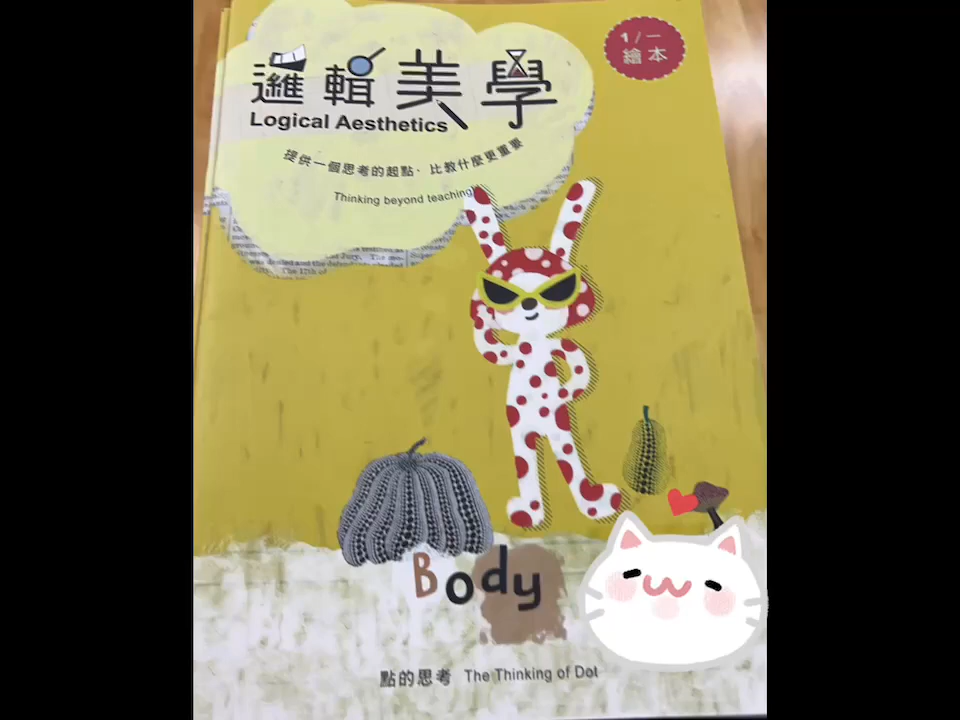 1/一
繪本
邏輯美學
Logical Aesthetics
提供一個思考的起點，比教什麼更重要
Thinking beyond teaching
Body
點的思考 The Thinking of Dot